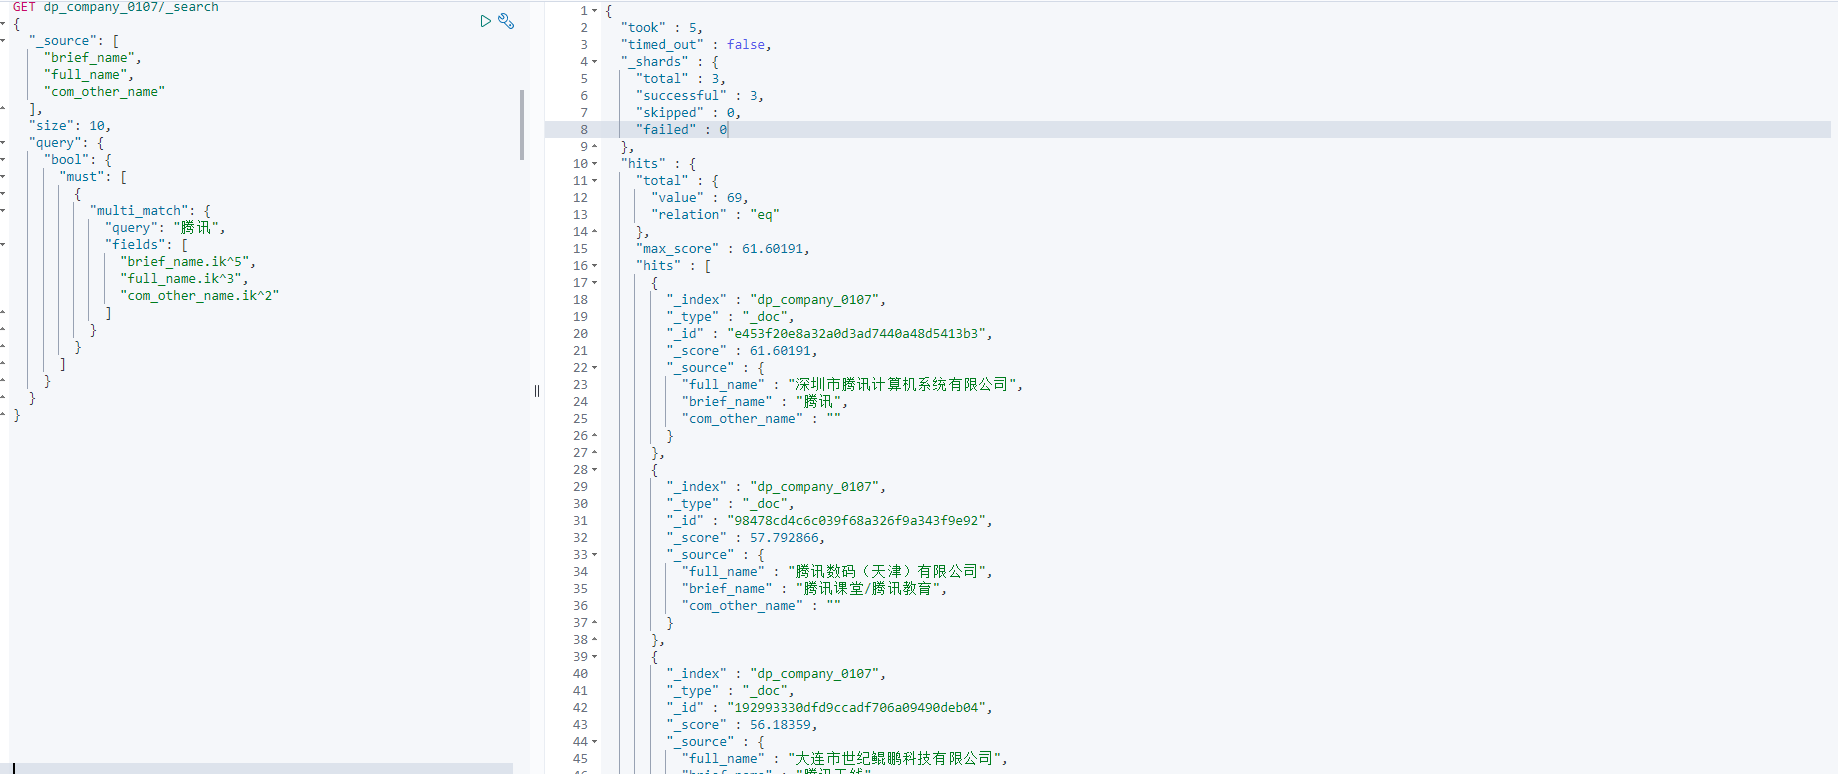 GET dp_company_0107/_search
{
"_source": [
"brief_name",
"full_name",
"com_other_name"
],
"size": 10,
"query": {
"bool": {
"must": [
{
"multi_match": {
"query": "腾讯",
"fields": [
"brief_name.ik^5",
"full_name.ik^3",
"com_other_name.ik^2"
]
}
}
]
}
}
}
1 {
2 "took" : 5,
3 "timed_out" : false,
4 "_shards" : {
5 "total" : 3,
6 "successful" : 3,
7 "skipped" : 0,
8 "failed" : 0
9 },
10 "hits" : {
11 "total" : {
12 "value" : 69,
13 "relation" : "eq"
14 },
15 "max_score" : 61.60191,
16 "hits" : [
17 {
18 "_index" : "dp_company_0107",
19 "_type" : "_doc",
20 "_id" : "e453f20e8a32a0d3ad7440a48d5413b3",
21 "_score" : 61.60191,
22 "_source" : {
23 "full_name" : "深圳市腾讯计算机系统有限公司",
24 "brief_name" : "腾讯",
25 "com_other_name" : ""
26 }
27 },
28 {
29 "_index" : "dp_company_0107",
30 "_type" : "_doc",
31 "_id" : "98478cd4c6c039f68a326f9a343f9e92",
32 "_score" : 57.792866,
33 "_source" : {
34 "full_name" : "腾讯数码（天津）有限公司",
35 "brief_name" : "腾讯课堂/腾讯教育",
36 "com_other_name" : ""
37 }
38 },
39 {
40 "_index" : "dp_company_0107",
41 "_type" : "_doc",
42 "_id" : "192993330dfd9ccadf706a09490deb04",
43 "_score" : 56.18359,
44 "_source" : {
45 "full_name" : "大连市世纪鲲鹏科技有限公司",